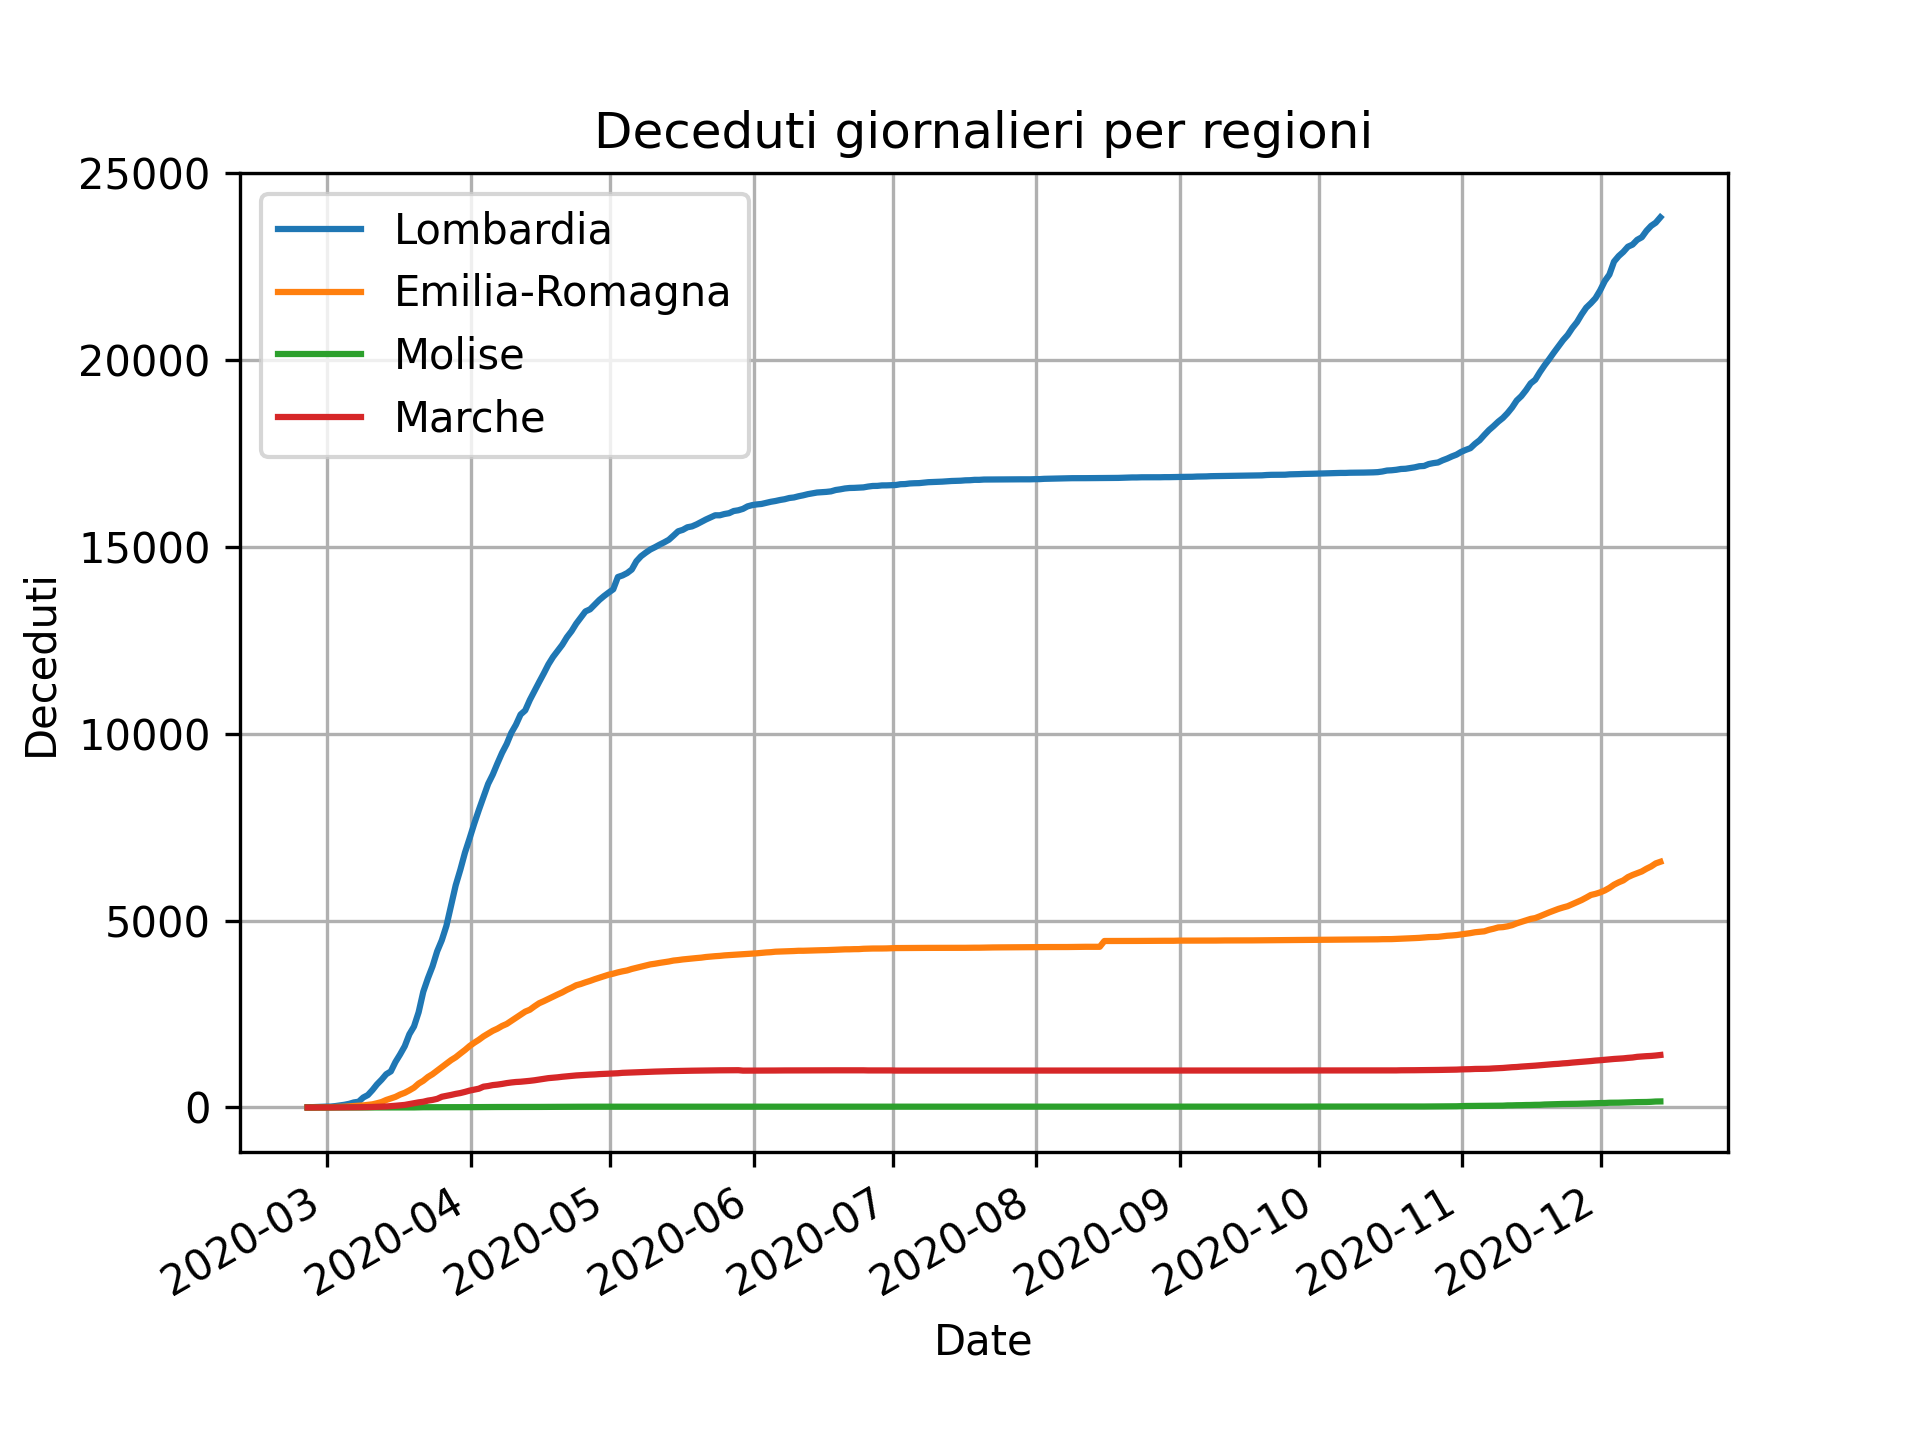 Deceduti giornalieri per regioni
25000
20000
15000
10000
5000
0
Deceduti
Lombardia
Emilia-Romagna
Molise
Marche
2020-03
2020-04
2020-05
2020-06
2020-07
2020-08
2020-09
2020-10
2020-11
2020-12
Date